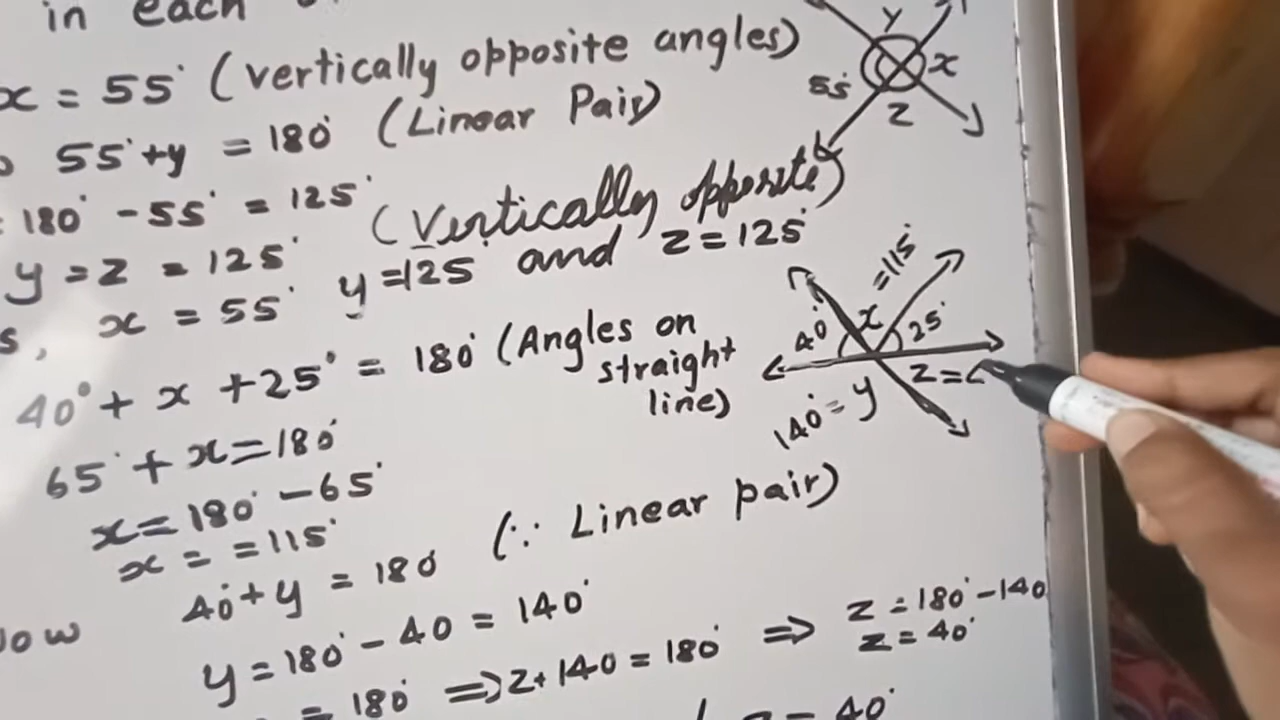 in each
x = 55° (vertically opposite angles)
55° + y = 180° (Linear Pair)
= 180° - 55° = 125°
y = z = 125° (Vertically opposite)
x = 55° y = 125 and z = 125°
40° + x + 25° = 180° (Angles on
straight
line)
65° + x = 180°
x = 180° - 65°
x = = 115°
40° + y = 180 (∵ Linear pair)
y = 180° - 40 = 140°
= 180° ⇒ z + 140 = 180° ⇒ z = 180° - 140
z = 40°
= 40°
y
x
55°
z
40°
x = 115°
25°
140° = y
z =